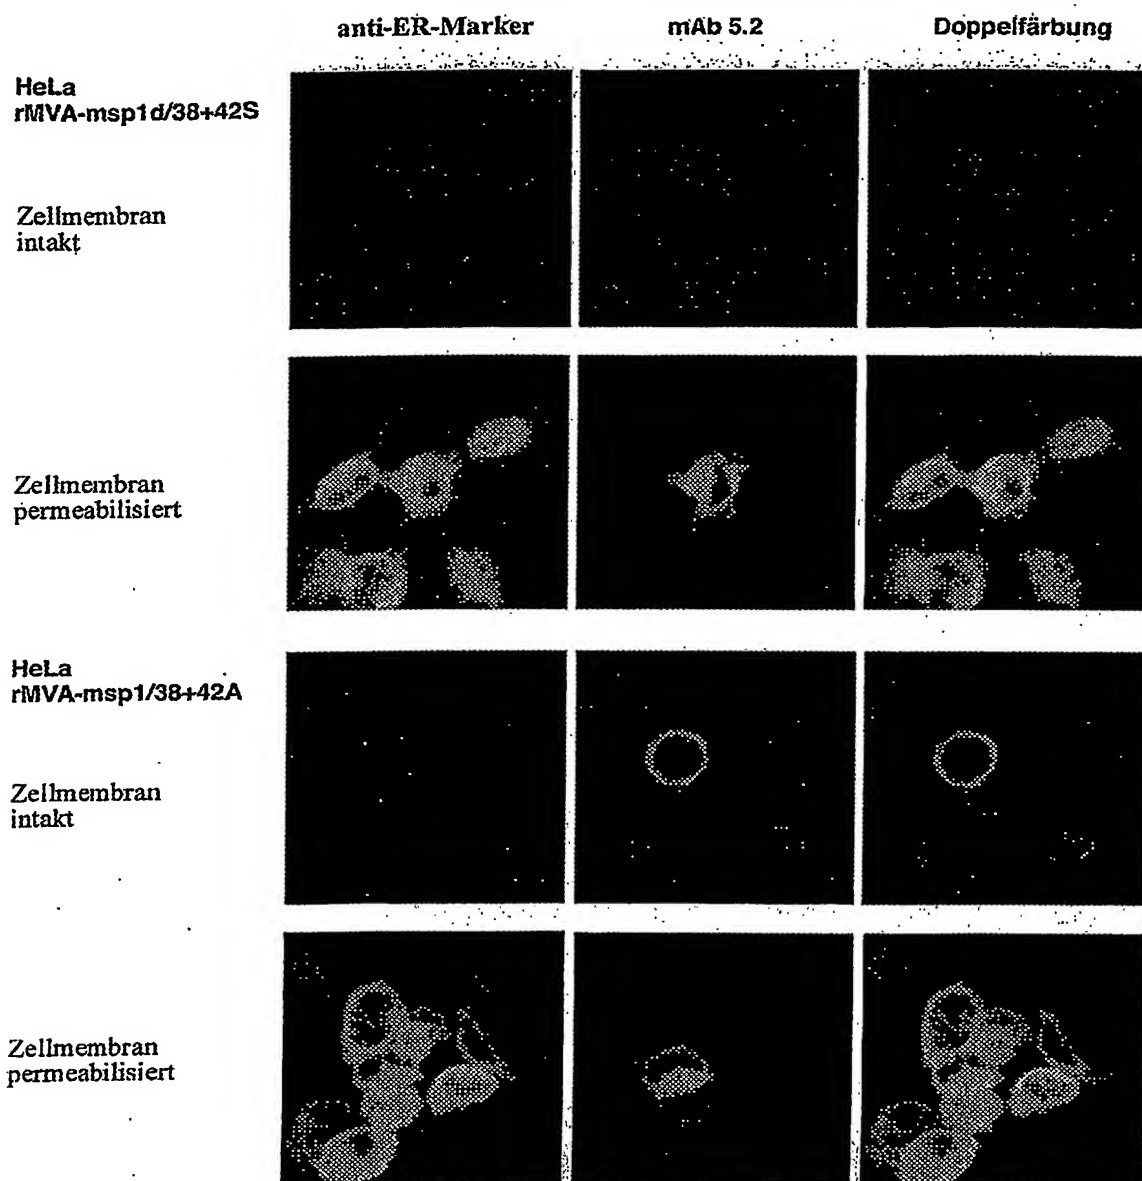 anti-ER-Marker
mAb 5.2
Doppelfärbung
HeLa
rMVA-msp1d/38+42S
Zellmembran
intakt
Zellmembran
permeabilisiert
HeLa
rMVA-msp1/38+42A
Zellmembran
intakt
Zellmembran
permeabilisiert